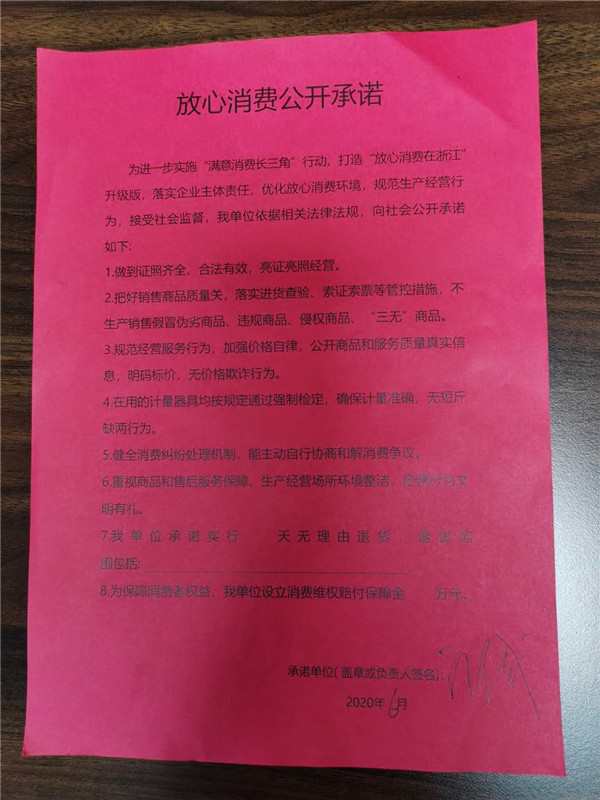 放心消费公开承诺
为进一步实施“满意消费长三角”行动，打造“放心消费在浙江”
升级版，落实企业主体责任，优化放心消费环境，规范生产经营行
为，接受社会监督，我单位依据相关法律法规，向社会公开承诺
如下:
1.做到证照齐全、合法有效，亮证亮照经营。
2.把好销售商品质量关，落实进货查验、索证索票等管控措施，不
生产销售假冒伪劣商品、违规商品、侵权商品、“三无”商品。
3.规范经营服务行为，加强价格自律，公开商品和服务质量真实信
息，明码标价，无价格欺诈行为。
4.在用的计量器具均按规定通过强制检定，确保计量准确，无短斤
缺两行为。
5.健全消费纠纷处理机制，能主动自行协商和解消费争议。
6.重视商品和售后服务保障，生产经营场所环境整洁，经营行为文
明有礼。
7.我单位承诺实行 天无理由退货 退货范
围包括:
8.为保障消费者权益，我单位设立消费维权赔付保障金 万元。
承诺单位(盖章或负责人签名):
2020年6月